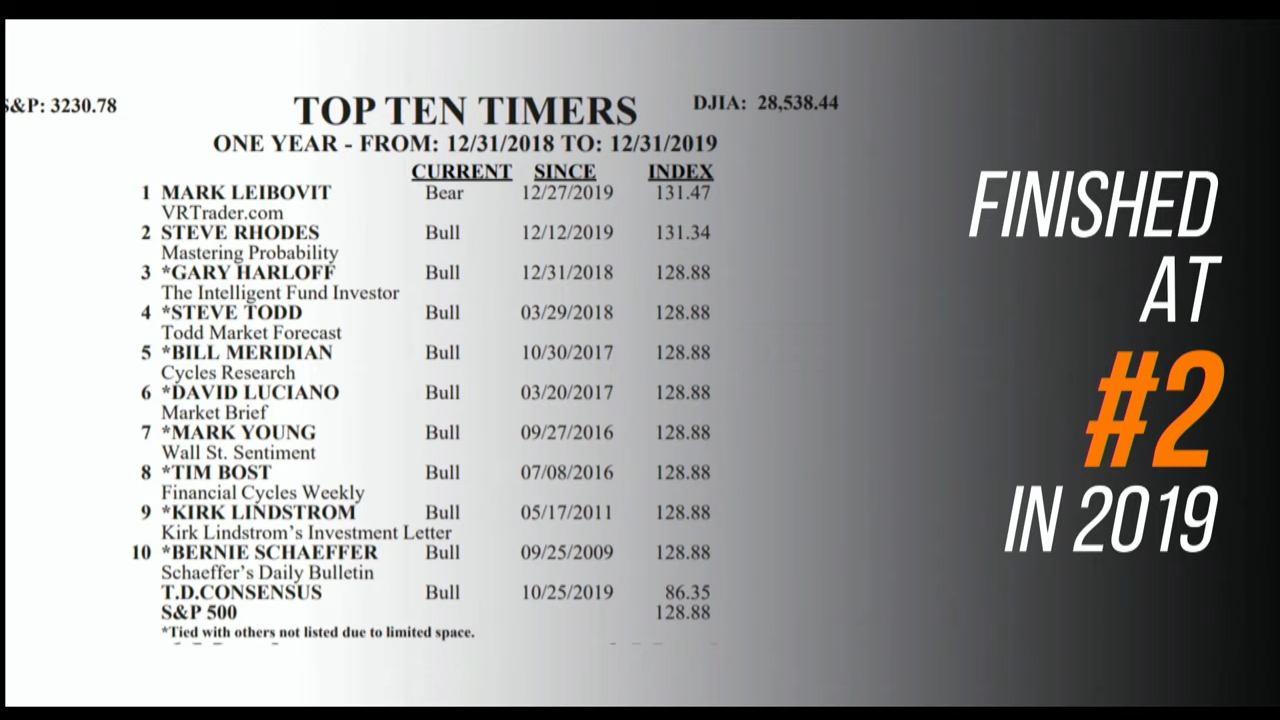 S&P: 3230.78
TOP TEN TIMERS
DJIA: 28,538.44
ONE YEAR - FROM: 12/31/2018 TO: 12/31/2019
CURRENT SINCE INDEX
1 MARK LEIBOVIT Bear 12/27/2019 131.47
VRTrader.com
2 STEVE RHODES Bull 12/12/2019 131.34
Mastering Probability
3 *GARY HARLOFF Bull 12/31/2018 128.88
The Intelligent Fund Investor
4 *STEVE TODD Bull 03/29/2018 128.88
Todd Market Forecast
5 *BILL MERIDIAN Bull 10/30/2017 128.88
Cycles Research
6 *DAVID LUCIANO Bull 03/20/2017 128.88
Market Brief
7 *MARK YOUNG Bull 09/27/2016 128.88
Wall St. Sentiment
8 *TIM BOST Bull 07/08/2016 128.88
Financial Cycles Weekly
9 *KIRK LINDSTROM Bull 05/17/2011 128.88
Kirk Lindstrom's Investment Letter
10 *BERNIE SCHAEFFER Bull 09/25/2009 128.88
Schaeffer's Daily Bulletin
T.D.CONSENSUS Bull 10/25/2019 86.35
S&P 500 128.88
*Tied with others not listed due to limited space.
FINISHED
AT
#2
IN 2019